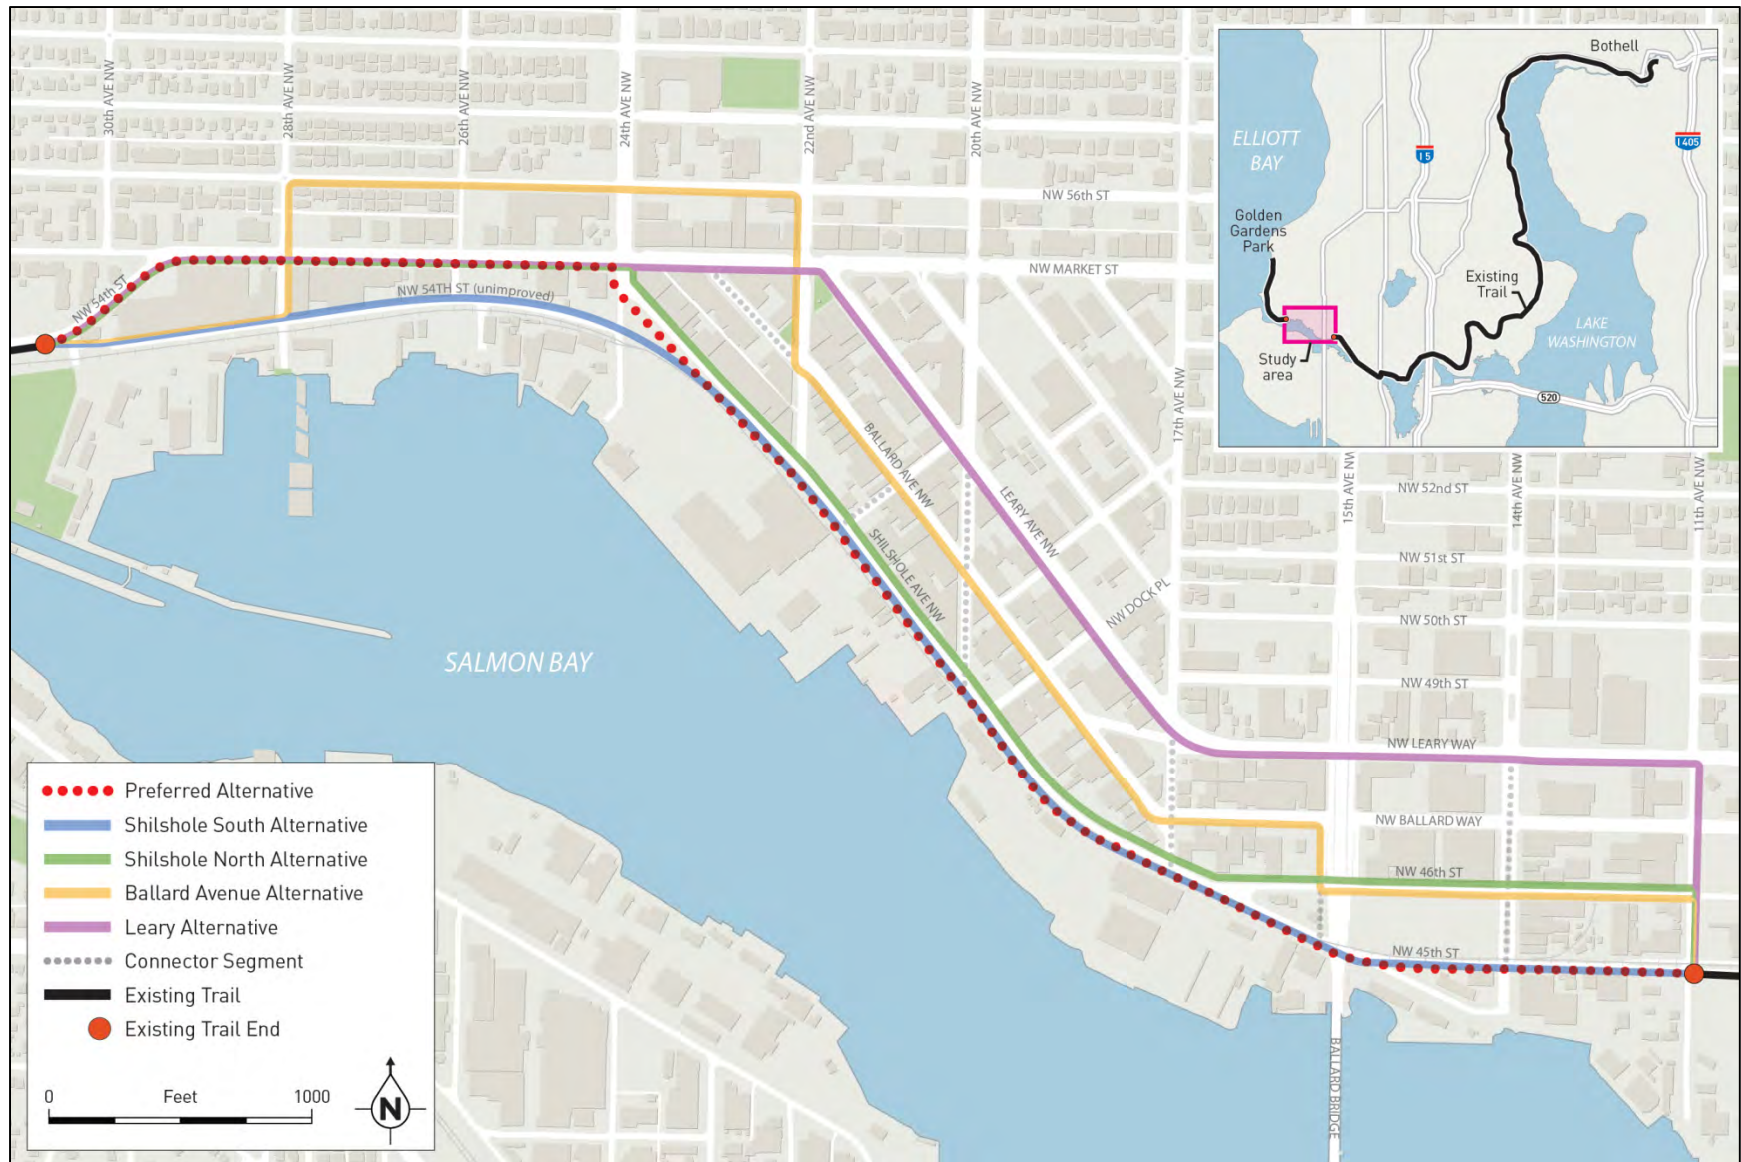 30th AVE NW
28th AVE NW
26th AVE NW
24th AVE NW
22nd AVE NW
20th AVE NW
NW 56th ST
NW MARKET ST
NW 54th ST
NW 54TH ST (unimproved)
17th AVE NW
15th AVE NW
14th AVE NW
11th AVE NW
BALLARD AVE NW
LEARY AVE NW
SHILSHOLE AVE NW
NW DOCK PL
NW 52nd ST
NW 51st ST
NW 50th ST
NW 49th ST
NW LEARY WAY
NW BALLARD WAY
NW 46th ST
NW 45th ST
BALLARD BRIDGE
SALMON BAY
Bothell
ELLIOTT
BAY
I 5
I 405
Golden
Gardens
Park
Existing
Trail
LAKE
WASHINGTON
Study
area
520
Preferred Alternative
Shilshole South Alternative
Shilshole North Alternative
Ballard Avenue Alternative
Leary Alternative
Connector Segment
Existing Trail
Existing Trail End
0 Feet 1000
N